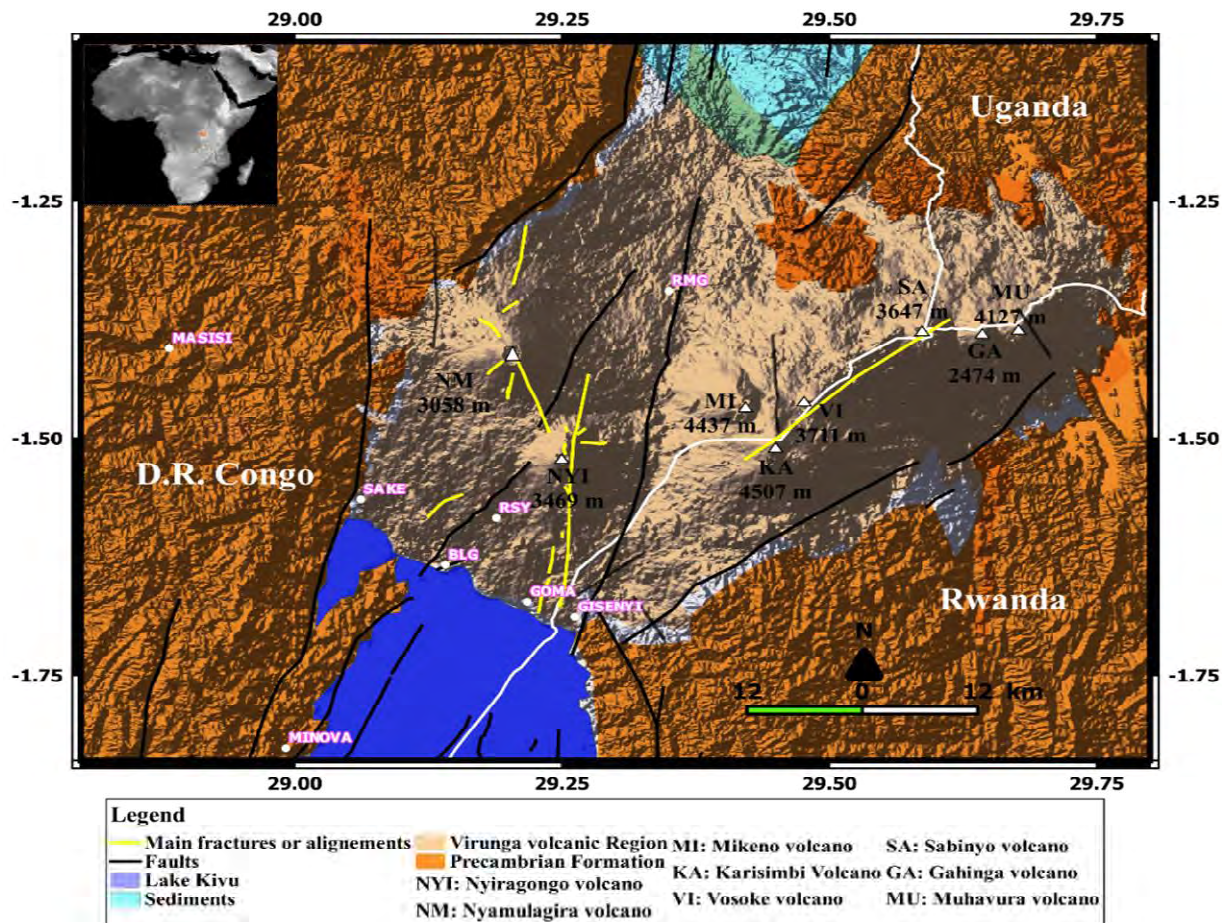 29.00 29.25 29.50 29.75
Uganda
-1.25 -1.25
RMG
SA
3647 m
MU
4127 m
MASISI
GA
2474 m
NM
3058 m
MI
4437 m
VI
3711 m
-1.50 -1.50
D.R. Congo
NYI
3469 m
KA
4507 m
SAKE
RSY
BLG
GOMA
GISENYI
Rwanda
N
-1.75 -1.75
12 0 12 km
MINOVA
29.00 29.25 29.50 29.75
Legend
Main fractures or alignements
Faults
Lake Kivu
Sediments
Virunga volcanic Region
Precambrian Formation
NYI: Nyiragongo volcano
NM: Nyamulagira volcano
MI: Mikeno volcano
KA: Karisimbi Volcano
VI: Vosoke volcano
SA: Sabinyo volcano
GA: Gahinga volcano
MU: Muhavura volcano